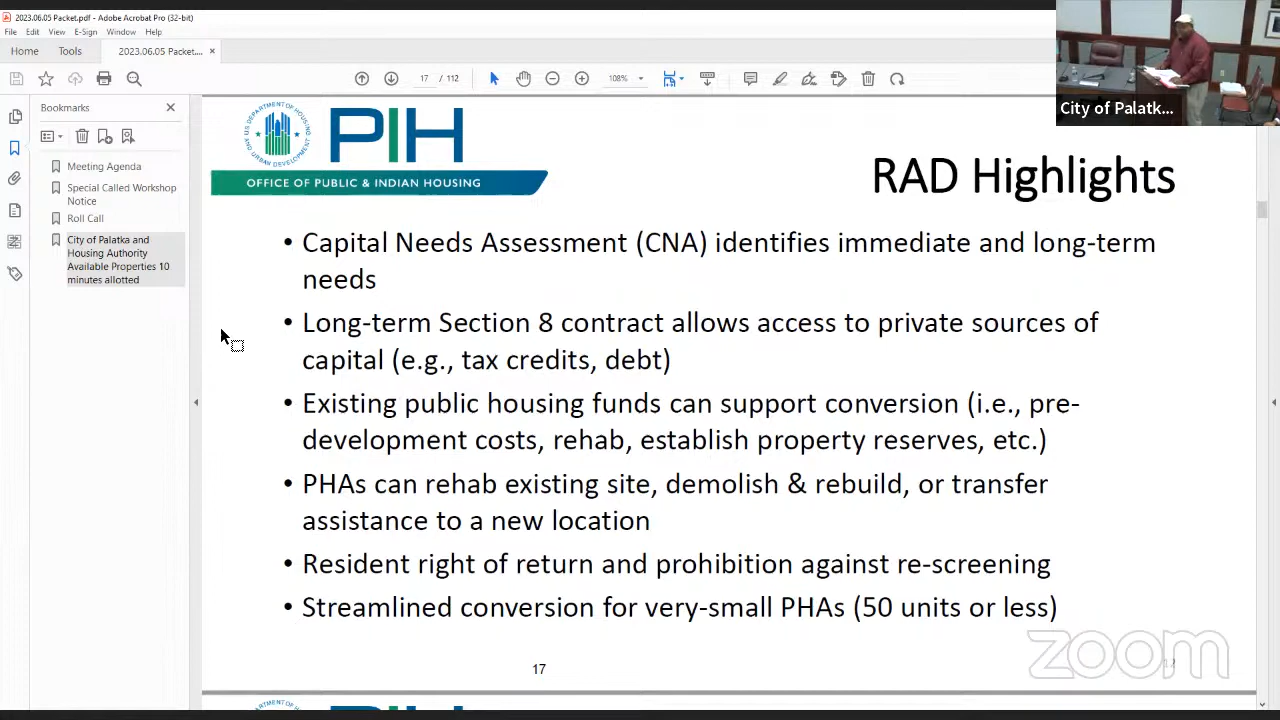 2023.06.05 Packet.pdf - Adobe Acrobat Pro (32-bit)
File Edit View E-Sign Window Help
Home Tools 2023.06.05 Packet... ×
17 / 112 108%
Bookmarks
Meeting Agenda
Special Called Workshop
Notice
Roll Call
City of Palatka and
Housing Authority
Available Properties 10
minutes allotted
City of Palatk...
U.S. DEPARTMENT OF HOUSING AND URBAN DEVELOPMENT
PIH
OFFICE OF PUBLIC & INDIAN HOUSING
RAD Highlights
• Capital Needs Assessment (CNA) identifies immediate and long-term
needs
• Long-term Section 8 contract allows access to private sources of
capital (e.g., tax credits, debt)
• Existing public housing funds can support conversion (i.e., pre-
development costs, rehab, establish property reserves, etc.)
• PHAs can rehab existing site, demolish & rebuild, or transfer
assistance to a new location
• Resident right of return and prohibition against re-screening
• Streamlined conversion for very-small PHAs (50 units or less)
zoom
17